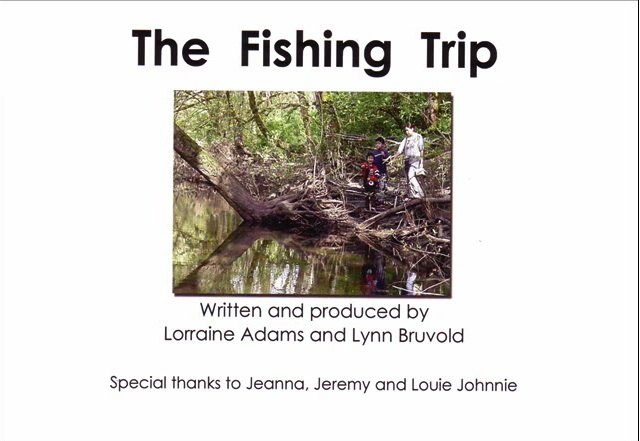 The Fishing Trip
Written and produced by
Lorraine Adams and Lynn Bruvold
Special thanks to Jeanna, Jeremy and Louie Johnnie